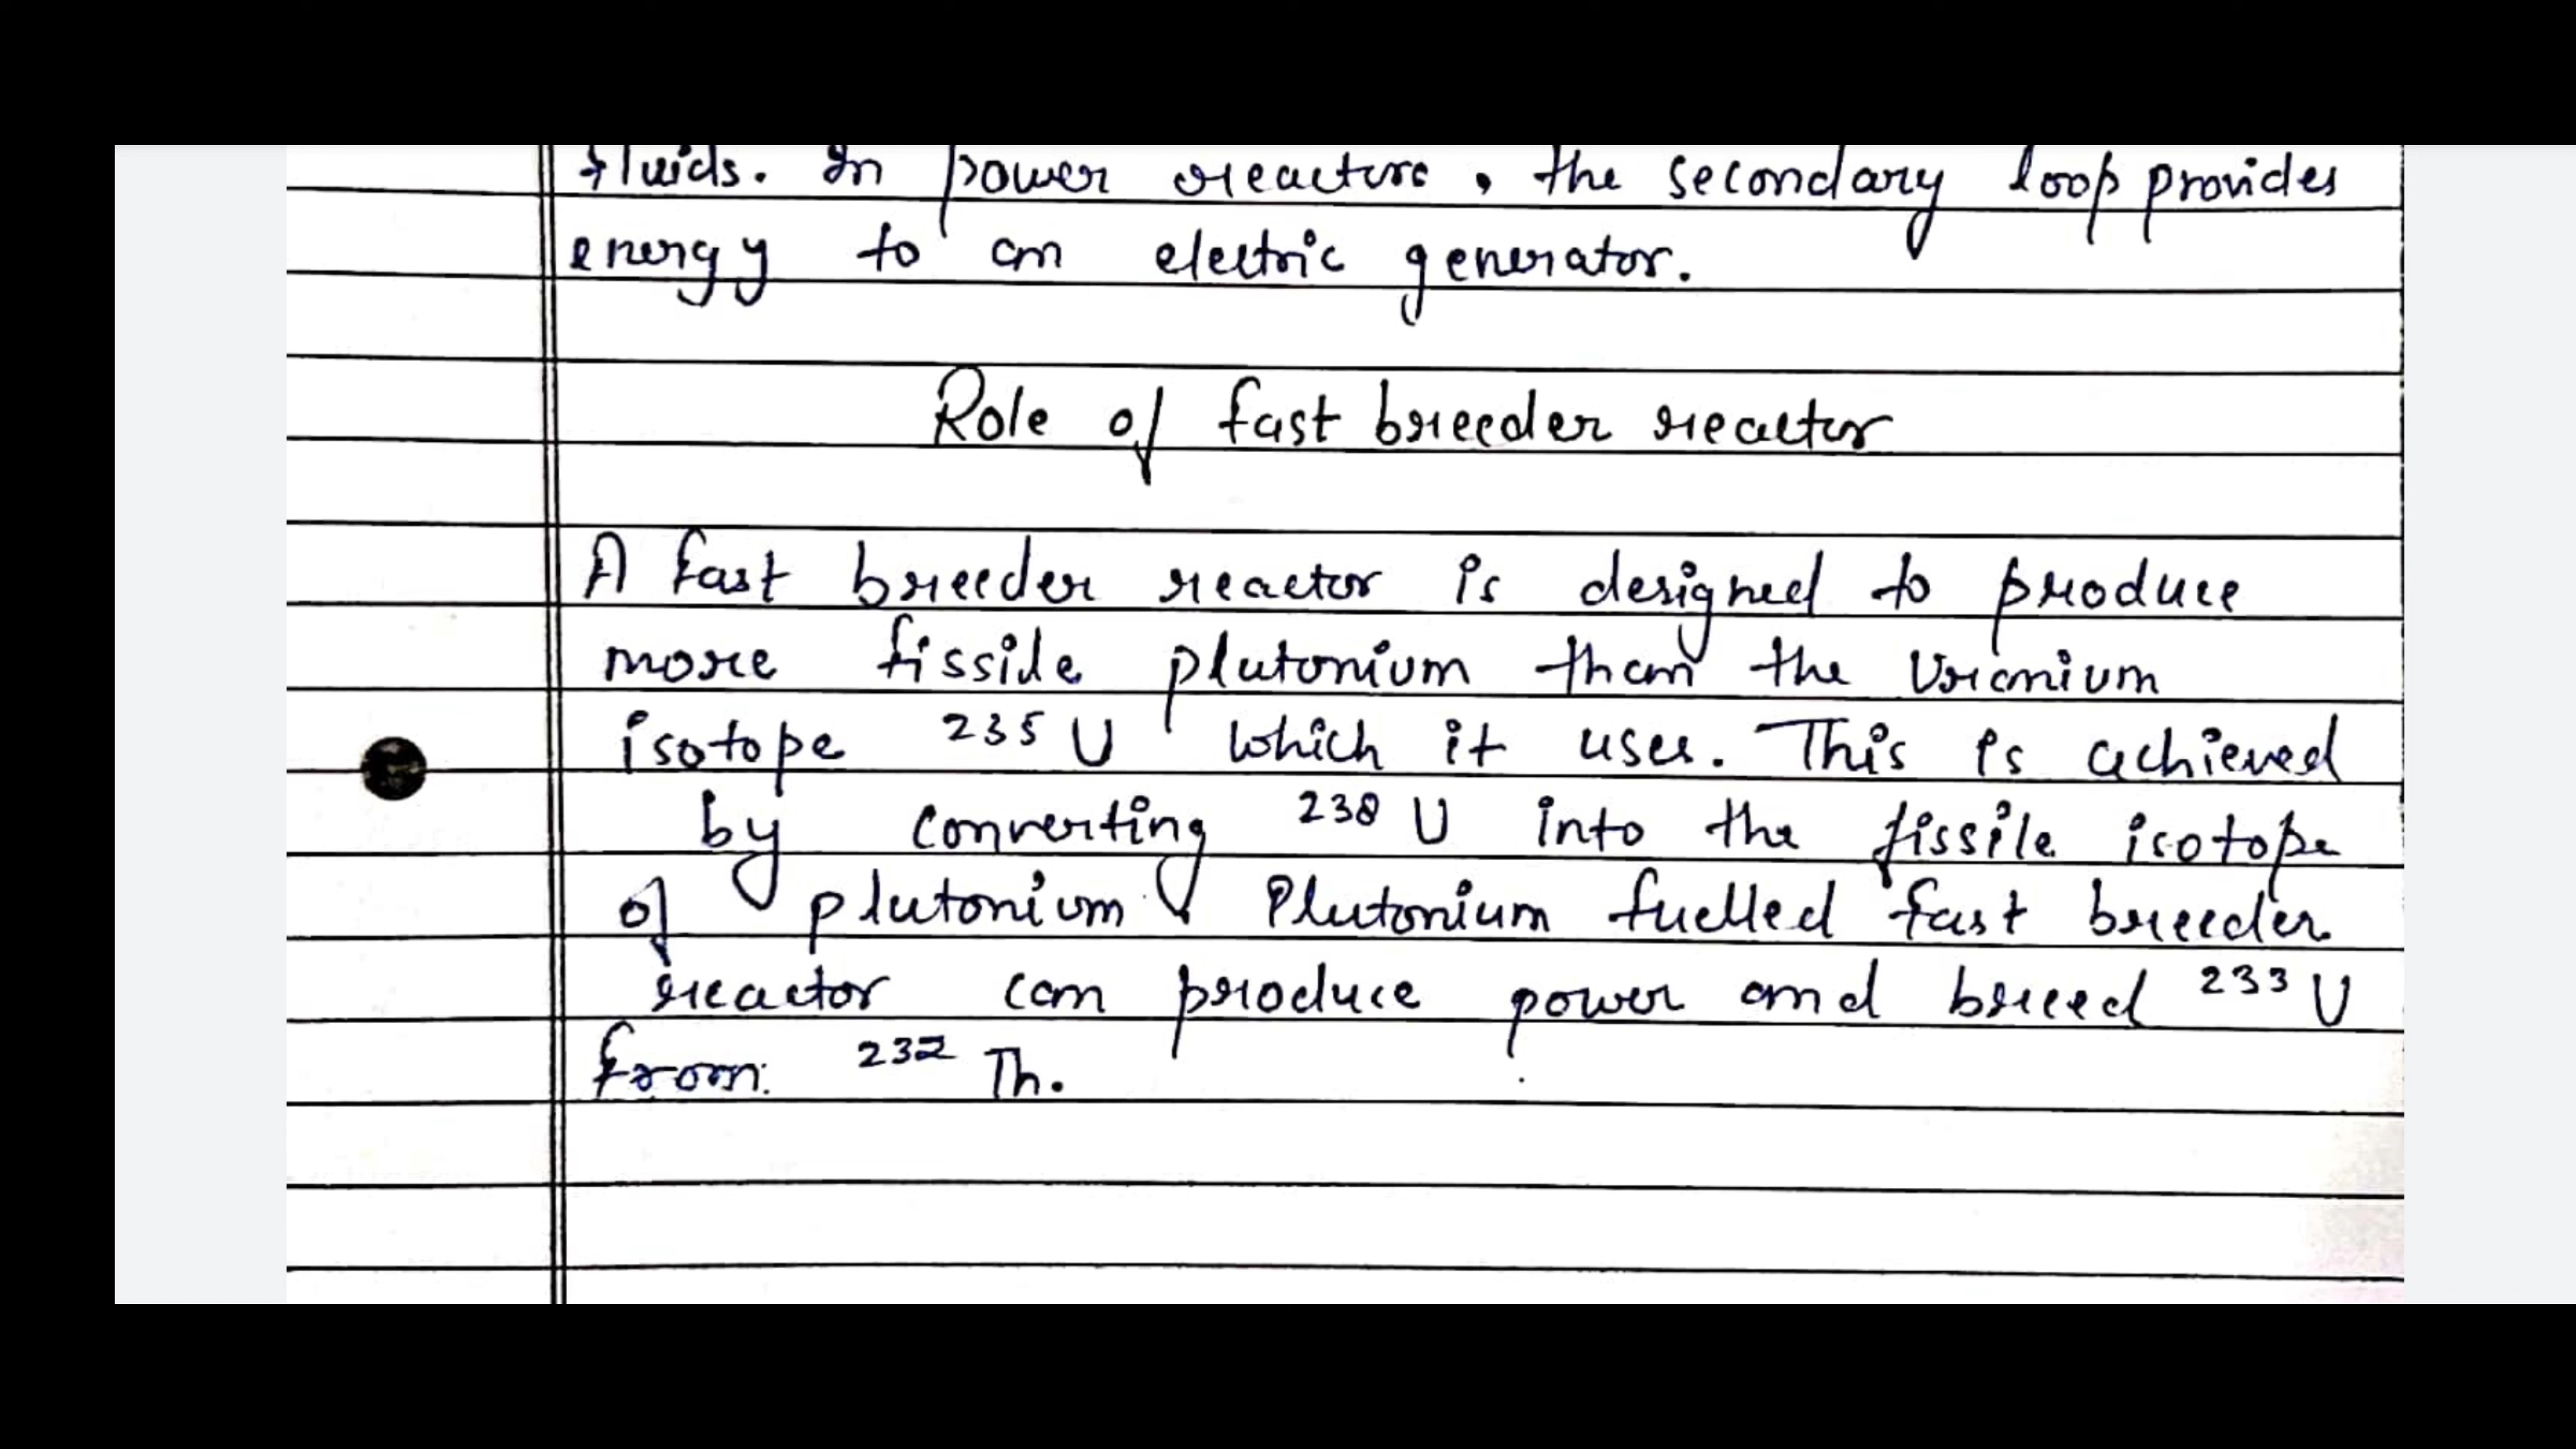 fluids. In power reactors, the secondary loop provides
energy to an electric generator.
Role of fast breeder reactor
A fast breeder reactor is designed to produce
more fissile plutonium than the Uranium
isotope ²³⁵U which it uses. This is achieved
by converting ²³⁸U into the fissile isotope
of plutonium. Plutonium fuelled fast breeder
reactor can produce power and breed ²³³U
from ²³²Th.